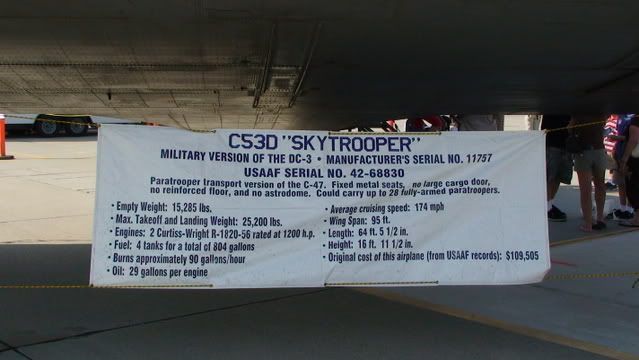 C53D "SKYTROOPER"
MILITARY VERSION OF THE DC-3 • MANUFACTURER'S SERIAL NO. 11757
USAAF SERIAL NO. 42-68830
Paratrooper transport version of the C-47. Fixed metal seats, no large cargo door,
no reinforced floor, and no astrodome. Could carry up to 28 fully-armed paratroopers.
• Empty Weight: 15,285 lbs.
• Max. Takeoff and Landing Weight: 25,200 lbs.
• Engines: 2 Curtiss-Wright R-1820-56 rated at 1200 h.p.
• Fuel: 4 tanks for a total of 804 gallons
• Burns approximately 90 gallons/hour
• Oil: 29 gallons per engine
• Average cruising speed: 174 mph
• Wing Span: 95 ft.
• Length: 64 ft. 5 1/2 in.
• Height: 16 ft. 11 1/2 in.
• Original cost of this airplane (from USAAF records): $109,505